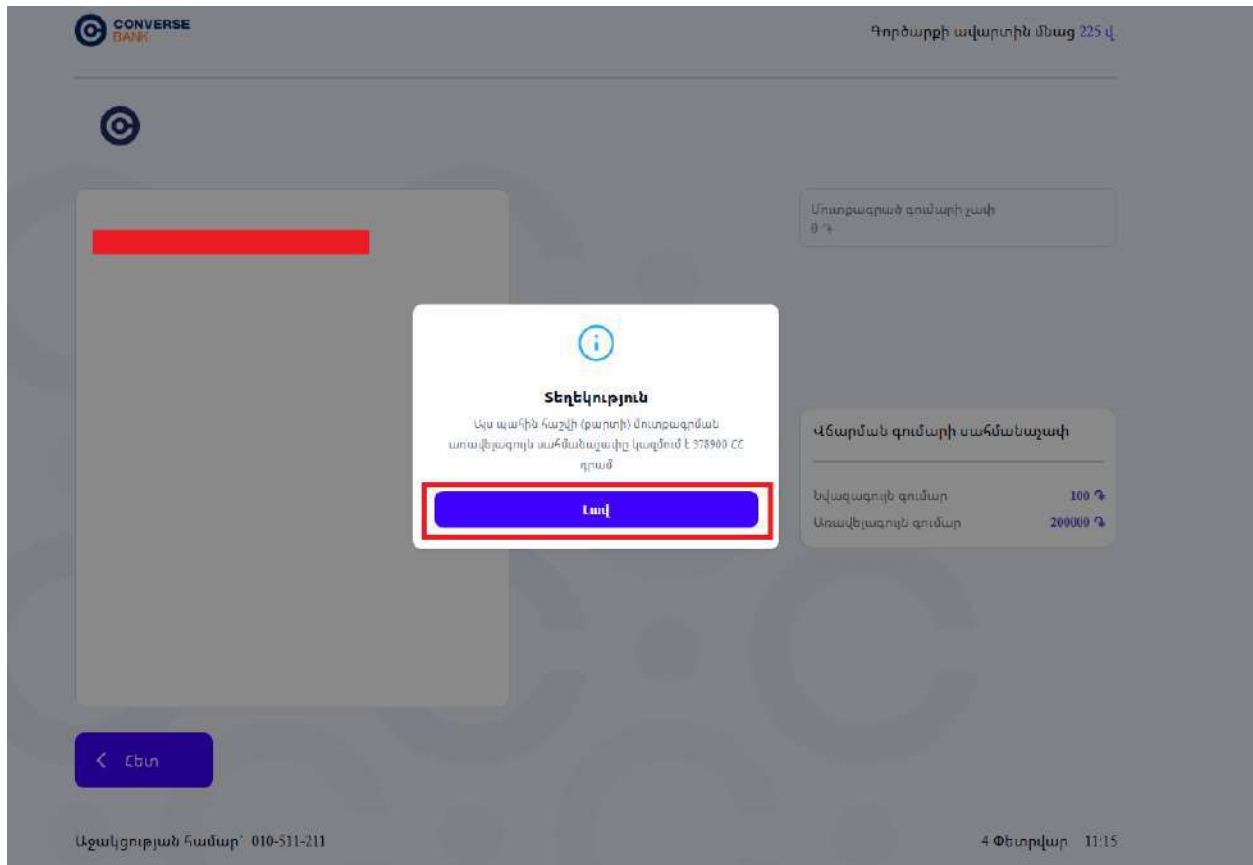 CONVERSE
BANK
Գործարքի ավարտին մնաց 225 վ.
Մուտքագրած գումարի չափ
0 ֏
Տեղեկություն
Այս պահին հաշվի (քարտի) մուտքագրման
առավելագույն սահմանաչափը կազմում է 378900 CC
դրամ
Լավ
Վճարման գումարի սահմանաչափ
Նվազագույն գումար 100 ֏
Առավելագույն գումար 200000 ֏
Հետ
Աջակցության համար՝ 010-511-211
4 Փետրվար 11:15